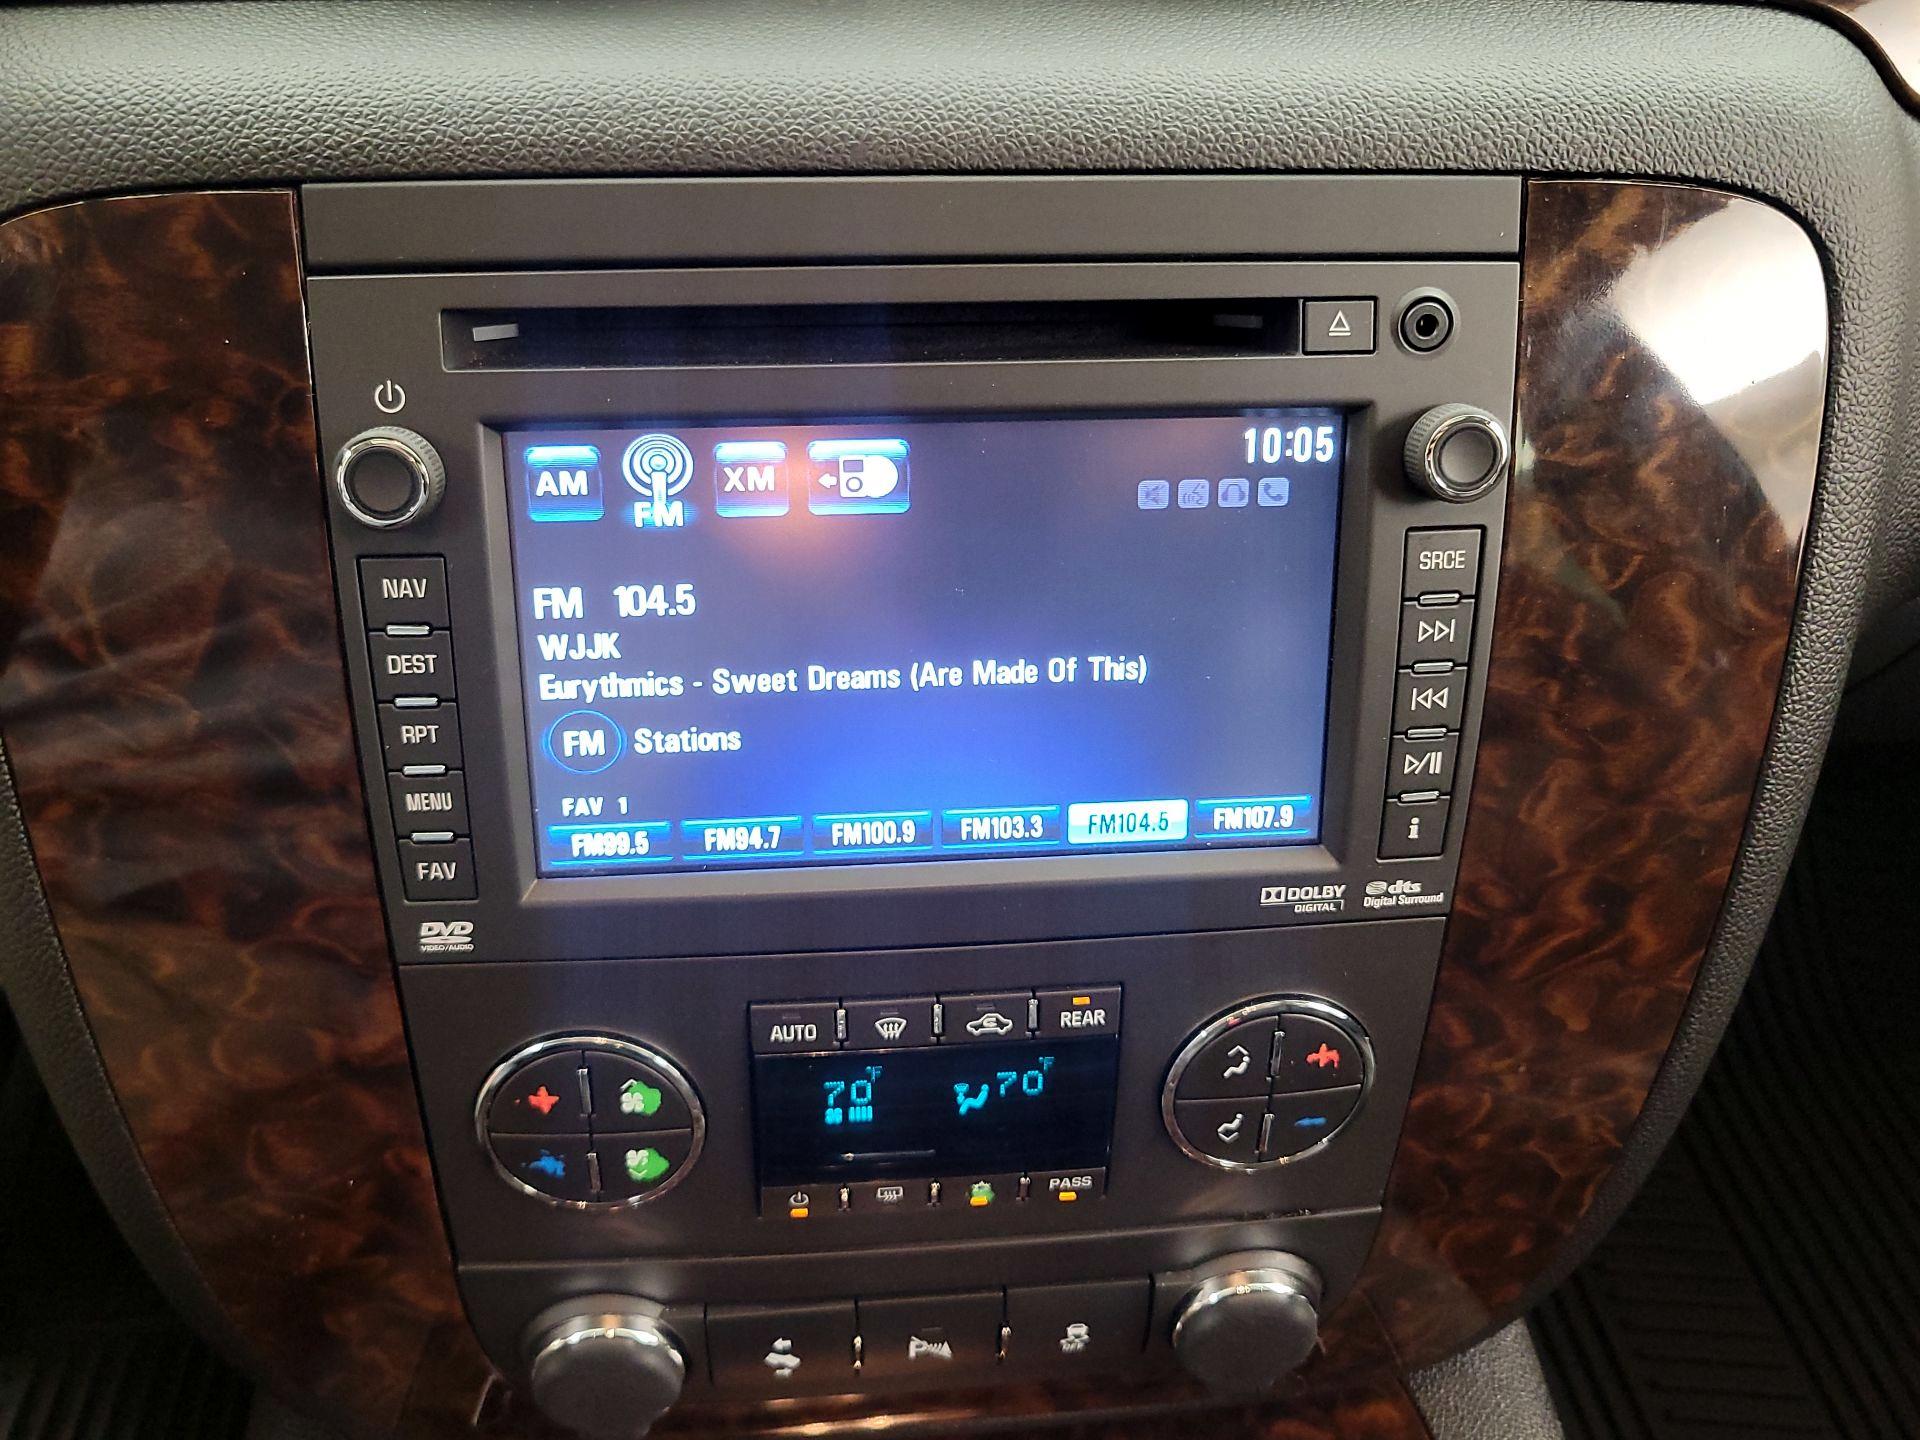 AM FM XM 10:05
FM 104.5
WJJK
Eurythmics - Sweet Dreams (Are Made Of This)
FM Stations
FAV 1
FM99.5 FM94.7 FM100.9 FM103.3 FM104.5 FM107.9
NAV
DEST
RPT
MENU
FAV
SRCE
i
DVD
VIDEO/AUDIO
DOLBY
DIGITAL
dts
Digital Surround
AUTO REAR
70°F 70°F
PASS
P
OFF